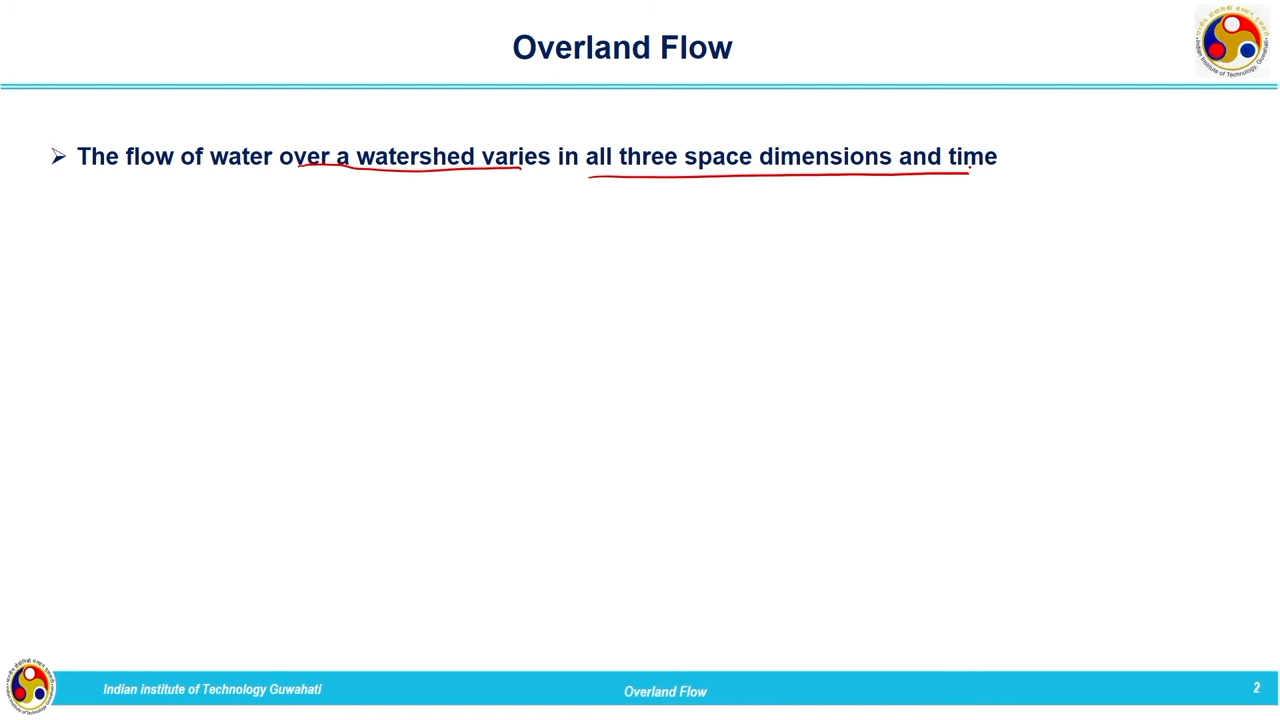 Overland Flow
The flow of water over a watershed varies in all three space dimensions and time
Indian institute of Technology Guwahati
Overland Flow
2